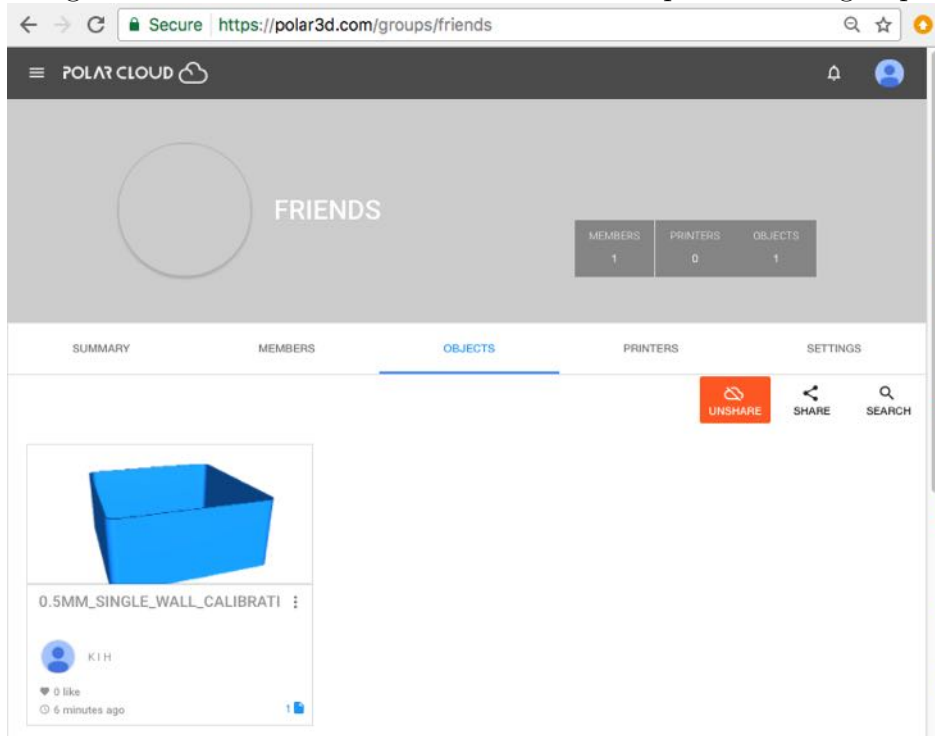 Secure https://polar3d.com/groups/friends
POLAR CLOUD
FRIENDS
MEMBERS PRINTERS OBJECTS
1 0 1
SUMMARY MEMBERS OBJECTS PRINTERS SETTINGS
UNSHARE SHARE SEARCH
0.5MM_SINGLE_WALL_CALIBRATI
K I H
0 like
6 minutes ago 1